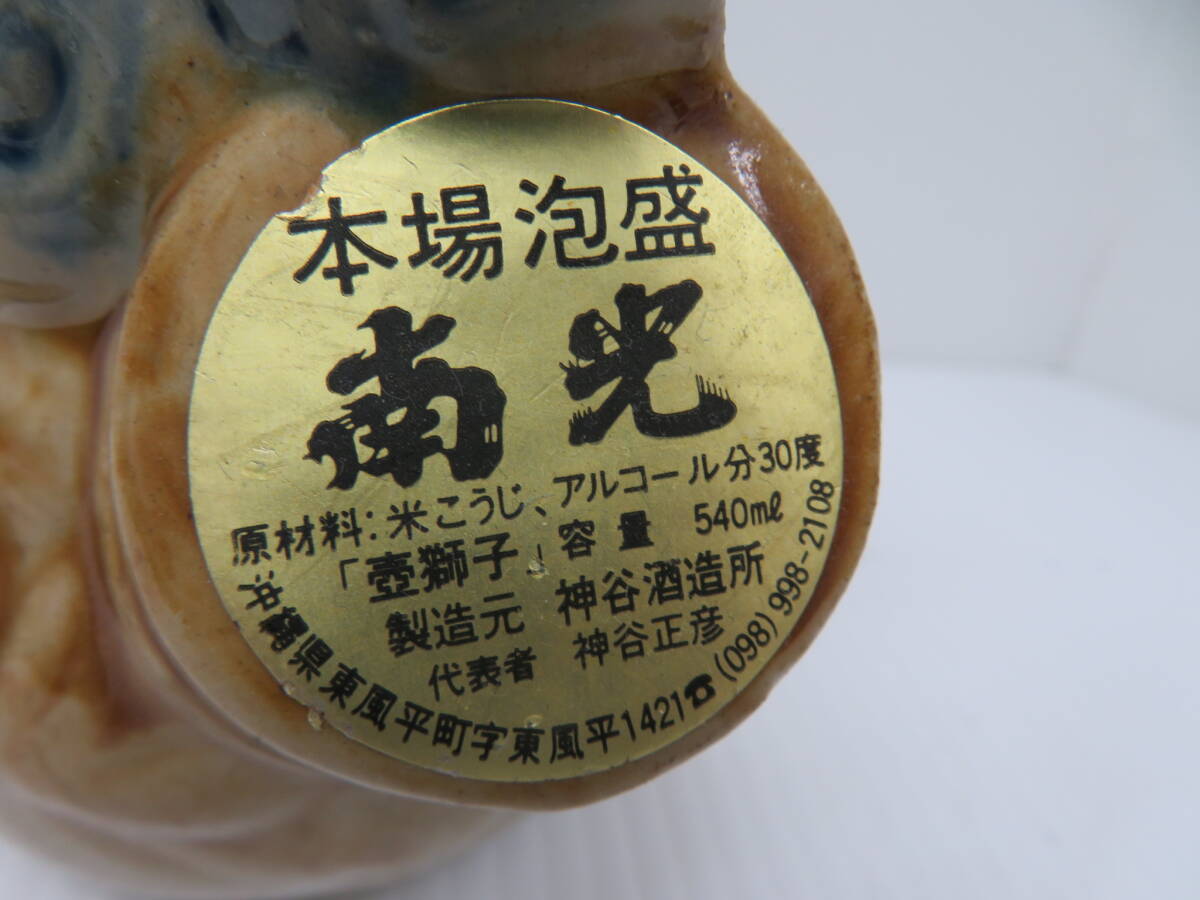 本場泡盛
南光
原材料:米こうじ、アルコール分30度
「壺獅子」容量 540mℓ
製造元 神谷酒造所
代表者 神谷正彦
沖縄県東風平町字東風平1421☎(098)998-2108